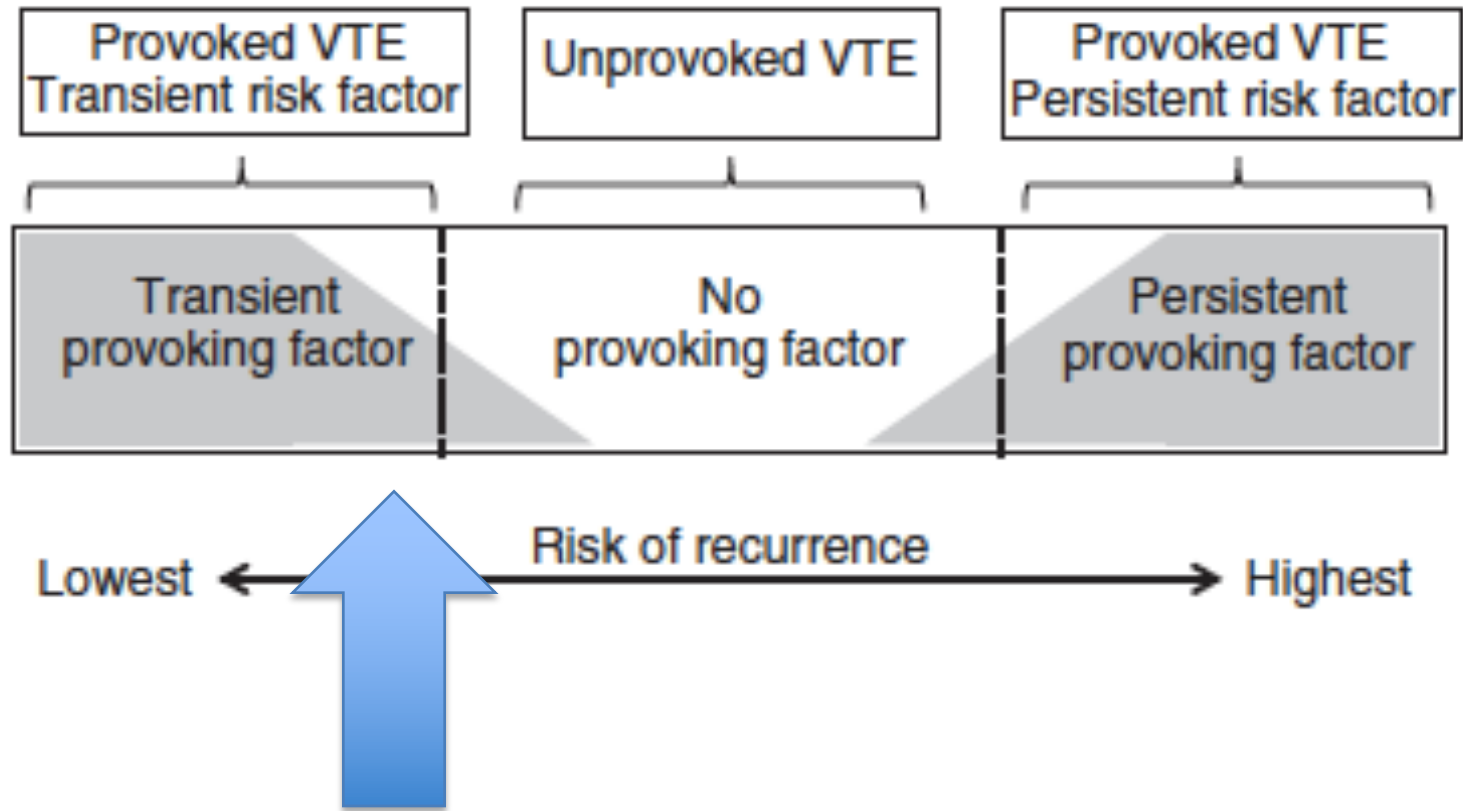 Provoked VTE
Transient risk factor
Unprovoked VTE
Provoked VTE
Persistent risk factor
Transient
provoking factor
No
provoking factor
Persistent
provoking factor
Risk of recurrence
Lowest
Highest